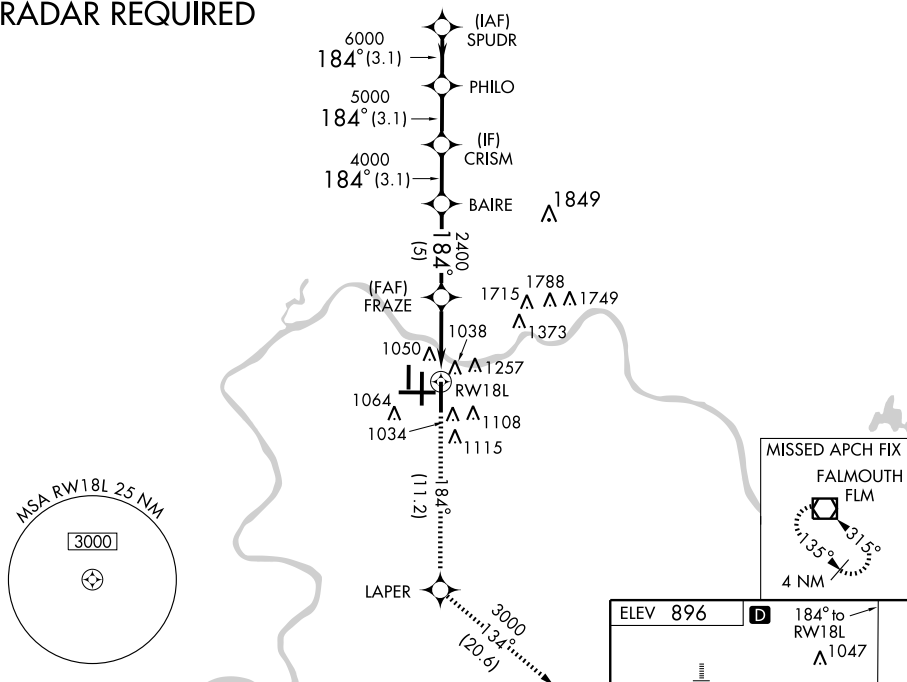 RADAR REQUIRED
(IAF)
SPUDR
6000
184° (3.1)
PHILO
5000
184° (3.1)
(IF)
CRISM
4000
184° (3.1)
BAIRE
1849
2400
184°
(5)
(FAF)
FRAZE
1715
1788
1749
1373
1038
1050
1257
RW18L
1064
1034
1108
1115
184°
(11.2)
MISSED APCH FIX
FALMOUTH
FLM
315°
135°
4 NM
MSA RW18L 25 NM
3000
LAPER
3000
134°
(20.6)
ELEV 896
D
184° to
RW18L
1047